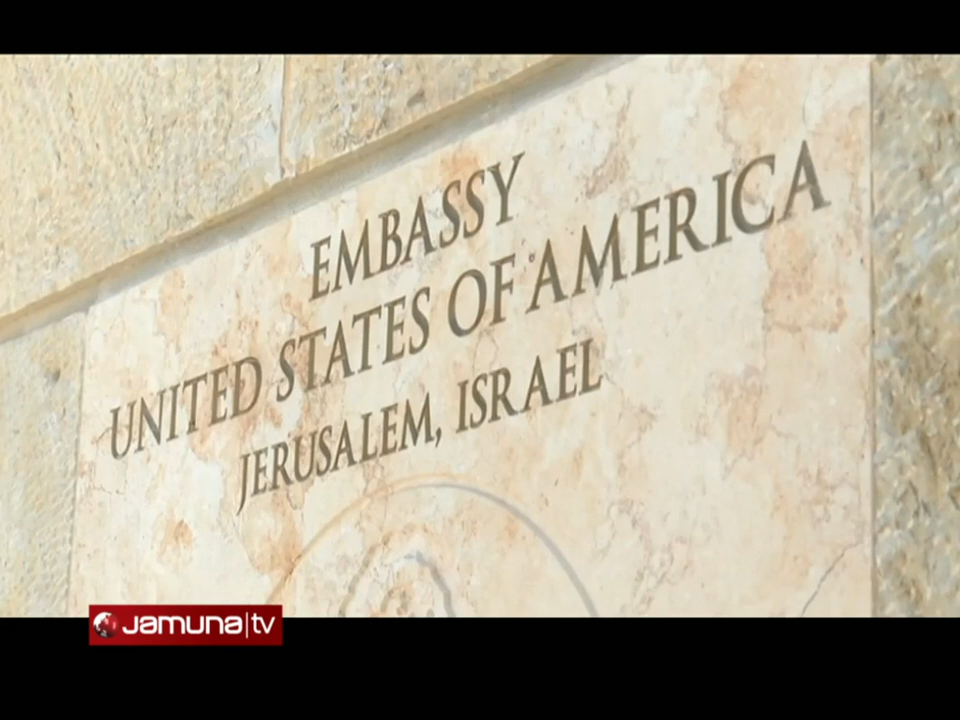 EMBASSY
UNITED STATES OF AMERICA
JERUSALEM, ISRAEL
JAMUNA|tv